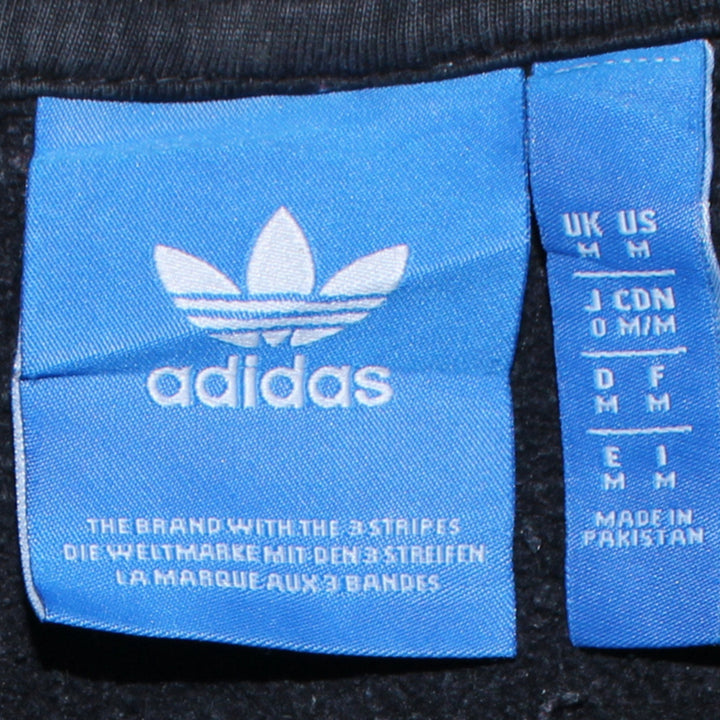 adidas
THE BRAND WITH THE 3 STRIPES
DIE WELTMARKE MIT DEN 3 STREIFEN
LA MARQUE AUX 3 BANDES
UK US
M M
J CDN
O M/M
D F
M M
E I
M M
MADE IN
PAKISTAN